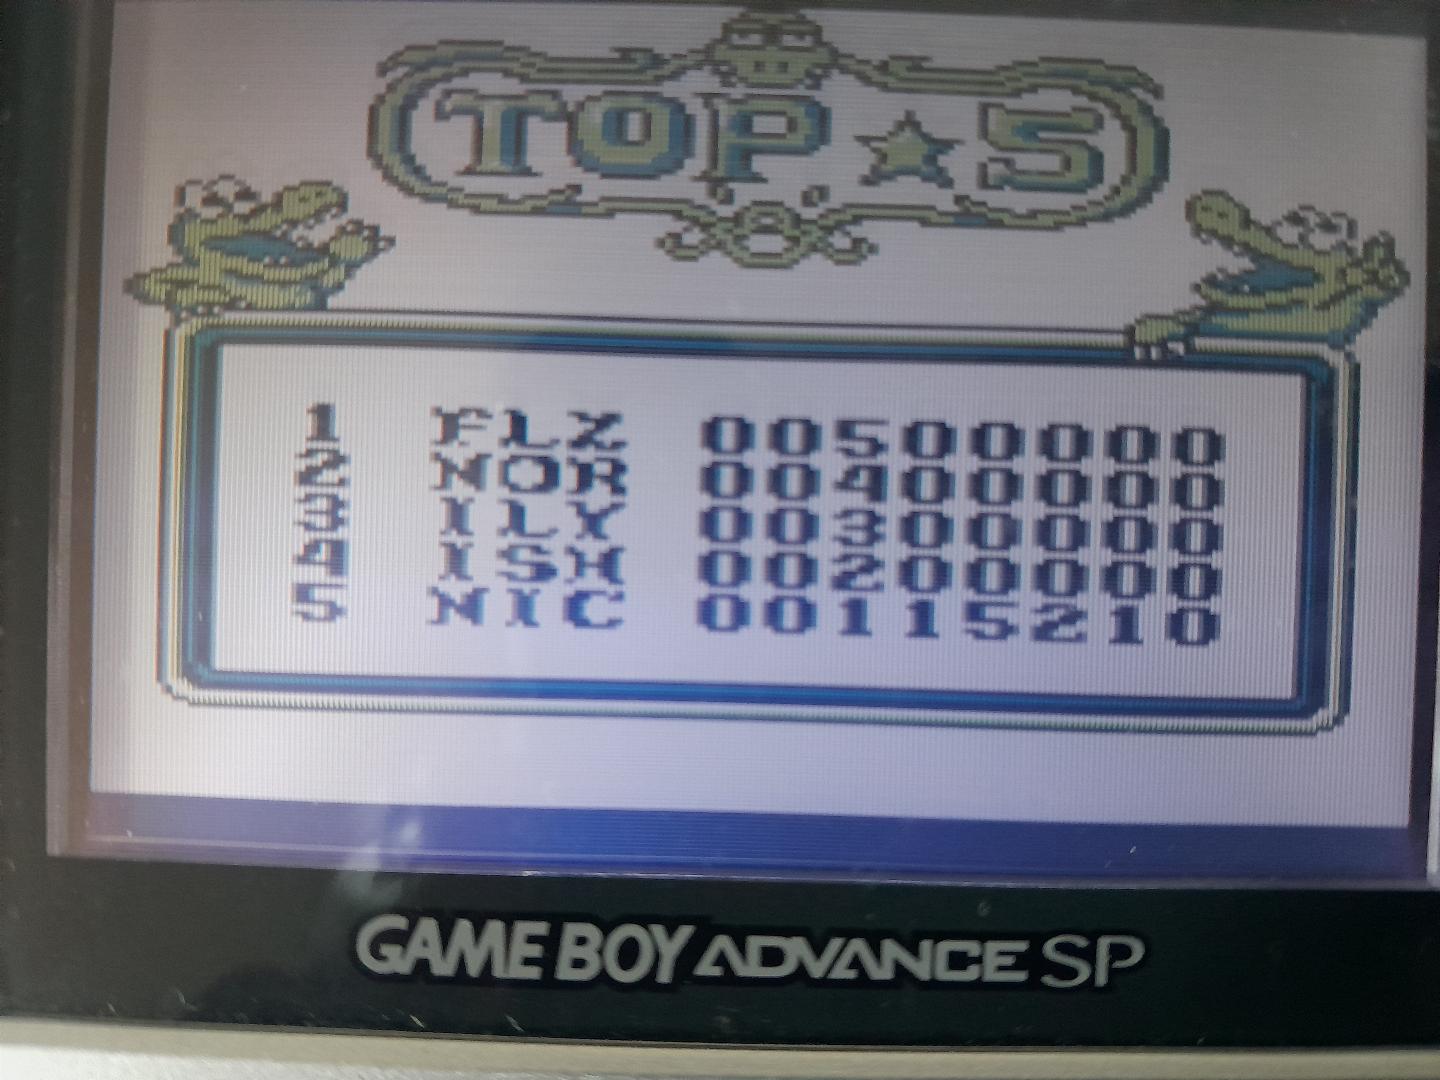 TOP★5
1 FLZ 00500000
2 NOR 00400000
3 ILY 00300000
4 ISH 00200000
5 NIC 00115210
GAME BOY ADVANCE SP